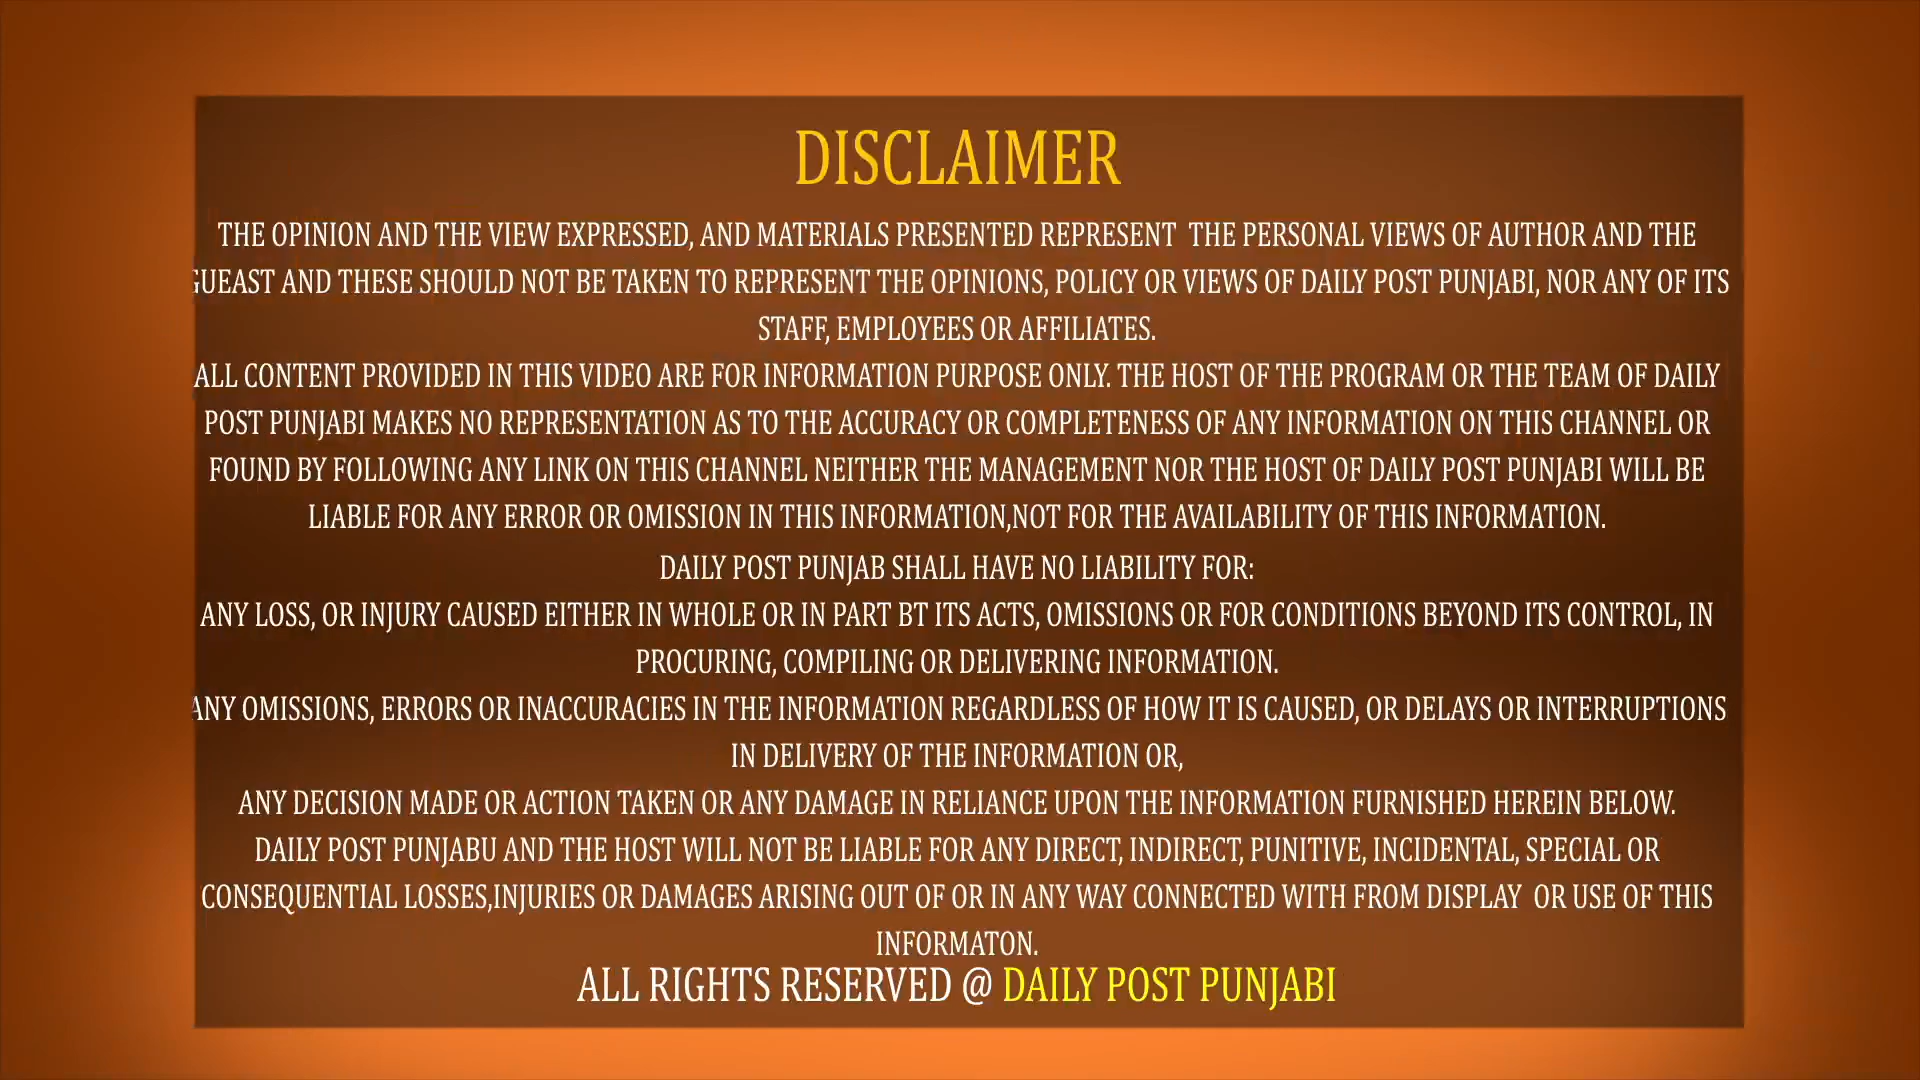 DISCLAIMER
THE OPINION AND THE VIEW EXPRESSED, AND MATERIALS PRESENTED REPRESENT THE PERSONAL VIEWS OF AUTHOR AND THE
GUEAST AND THESE SHOULD NOT BE TAKEN TO REPRESENT THE OPINIONS, POLICY OR VIEWS OF DAILY POST PUNJABI, NOR ANY OF ITS
STAFF, EMPLOYEES OR AFFILIATES.
ALL CONTENT PROVIDED IN THIS VIDEO ARE FOR INFORMATION PURPOSE ONLY. THE HOST OF THE PROGRAM OR THE TEAM OF DAILY
POST PUNJABI MAKES NO REPRESENTATION AS TO THE ACCURACY OR COMPLETENESS OF ANY INFORMATION ON THIS CHANNEL OR
FOUND BY FOLLOWING ANY LINK ON THIS CHANNEL NEITHER THE MANAGEMENT NOR THE HOST OF DAILY POST PUNJABI WILL BE
LIABLE FOR ANY ERROR OR OMISSION IN THIS INFORMATION,NOT FOR THE AVAILABILITY OF THIS INFORMATION.
DAILY POST PUNJAB SHALL HAVE NO LIABILITY FOR:
ANY LOSS, OR INJURY CAUSED EITHER IN WHOLE OR IN PART BT ITS ACTS, OMISSIONS OR FOR CONDITIONS BEYOND ITS CONTROL, IN
PROCURING, COMPILING OR DELIVERING INFORMATION.
ANY OMISSIONS, ERRORS OR INACCURACIES IN THE INFORMATION REGARDLESS OF HOW IT IS CAUSED, OR DELAYS OR INTERRUPTIONS
IN DELIVERY OF THE INFORMATION OR,
ANY DECISION MADE OR ACTION TAKEN OR ANY DAMAGE IN RELIANCE UPON THE INFORMATION FURNISHED HEREIN BELOW.
DAILY POST PUNJABU AND THE HOST WILL NOT BE LIABLE FOR ANY DIRECT, INDIRECT, PUNITIVE, INCIDENTAL, SPECIAL OR
CONSEQUENTIAL LOSSES,INJURIES OR DAMAGES ARISING OUT OF OR IN ANY WAY CONNECTED WITH FROM DISPLAY OR USE OF THIS
INFORMATON.
ALL RIGHTS RESERVED @ DAILY POST PUNJABI